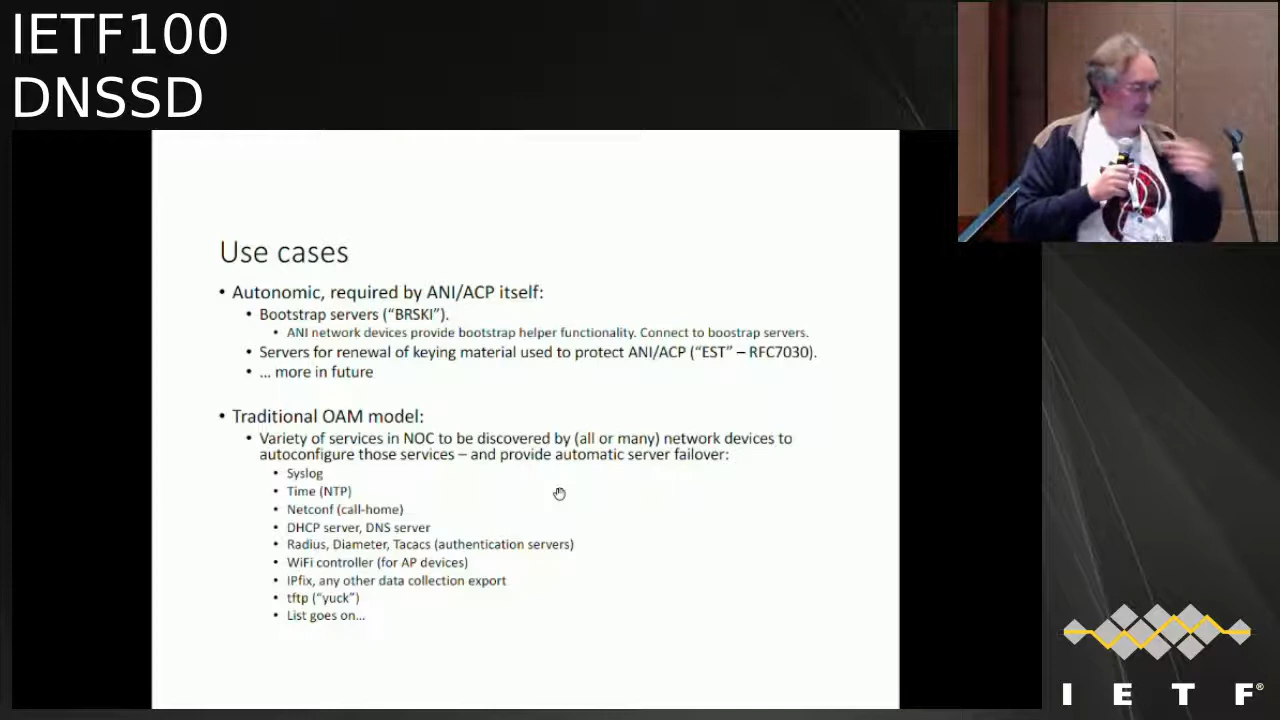 IETF100
DNSSD
Use cases
• Autonomic, required by ANI/ACP itself:
• Bootstrap servers (“BRSKI”).
• ANI network devices provide bootstrap helper functionality. Connect to boostrap servers.
• Servers for renewal of keying material used to protect ANI/ACP (“EST” – RFC7030).
• ... more in future
• Traditional OAM model:
• Variety of services in NOC to be discovered by (all or many) network devices to
autoconfigure those services – and provide automatic server failover:
• Syslog
• Time (NTP)
• Netconf (call-home)
• DHCP server, DNS server
• Radius, Diameter, Tacacs (authentication servers)
• WiFi controller (for AP devices)
• IPfix, any other data collection export
• tftp (“yuck”)
• List goes on...
I E T F®